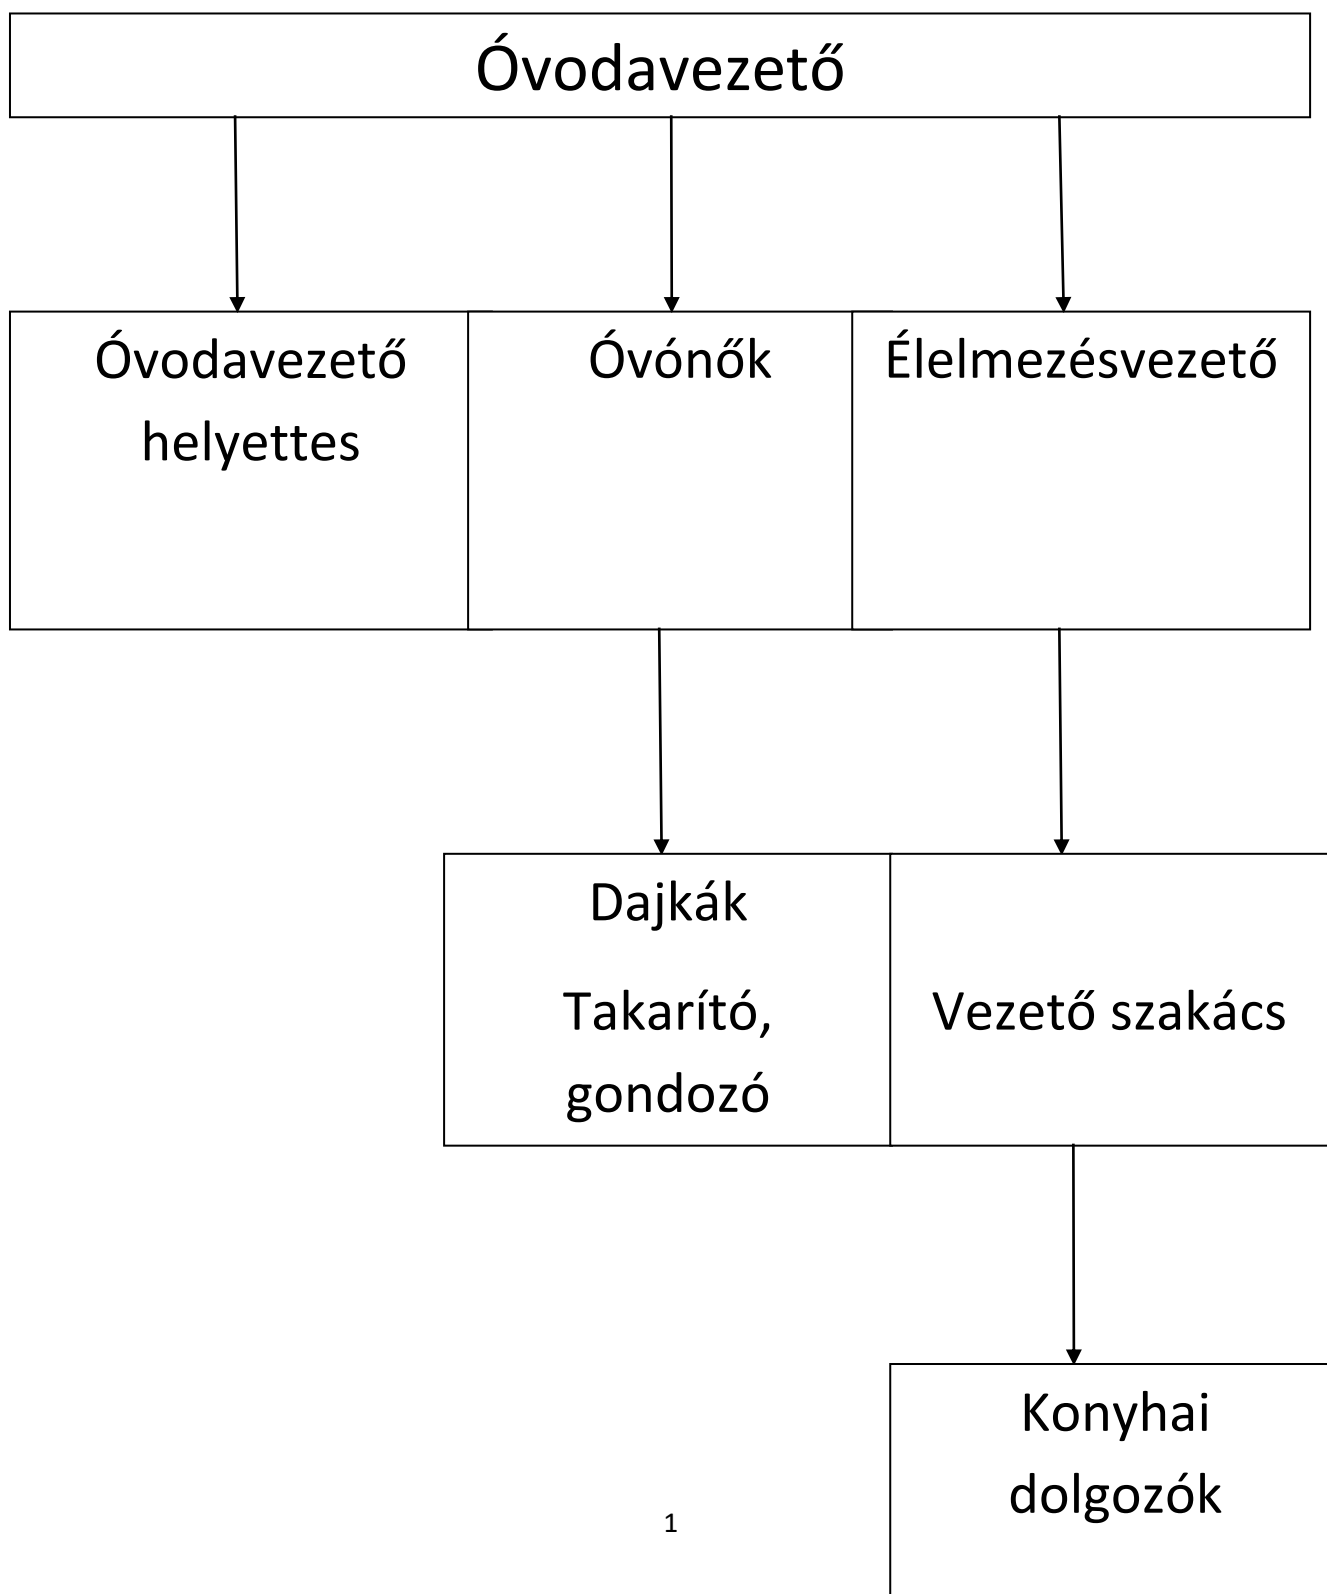 Óvodavezető
Óvodavezető
helyettes
Óvónők
Élelmezésvezető
Dajkák
Takarító,
gondozó
Vezető szakács
Konyhai
dolgozók
1